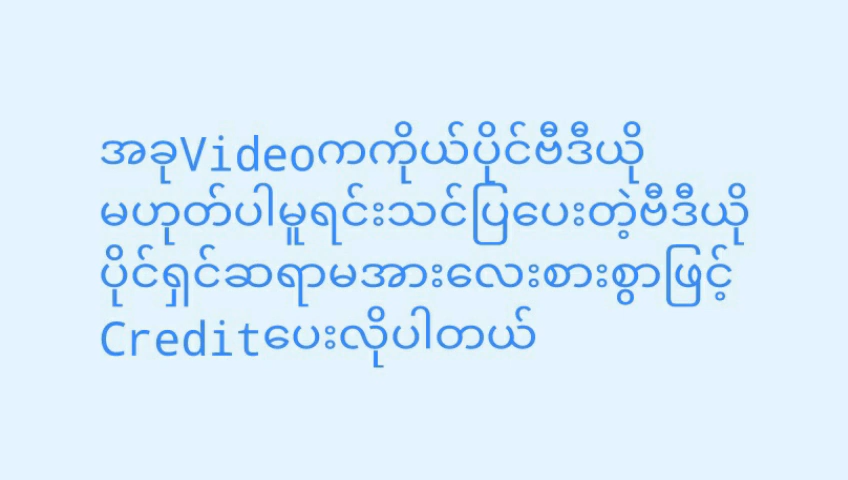 အခုVideoကကိုယ်ပိုင်ဗီဒီယို
မဟုတ်ပါမူရင်းသင်ပြပေးတဲ့ဗီဒီယို
ပိုင်ရှင်ဆရာမအားလေးစားစွာဖြင့်
Creditပေးလိုပါတယ်